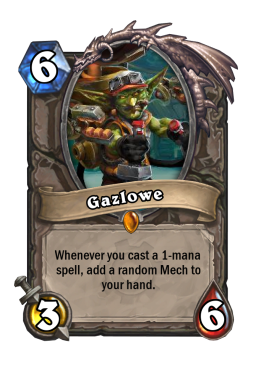 6
Gazlowe
Whenever you cast a 1-mana
spell, add a random Mech to
your hand.
3
6